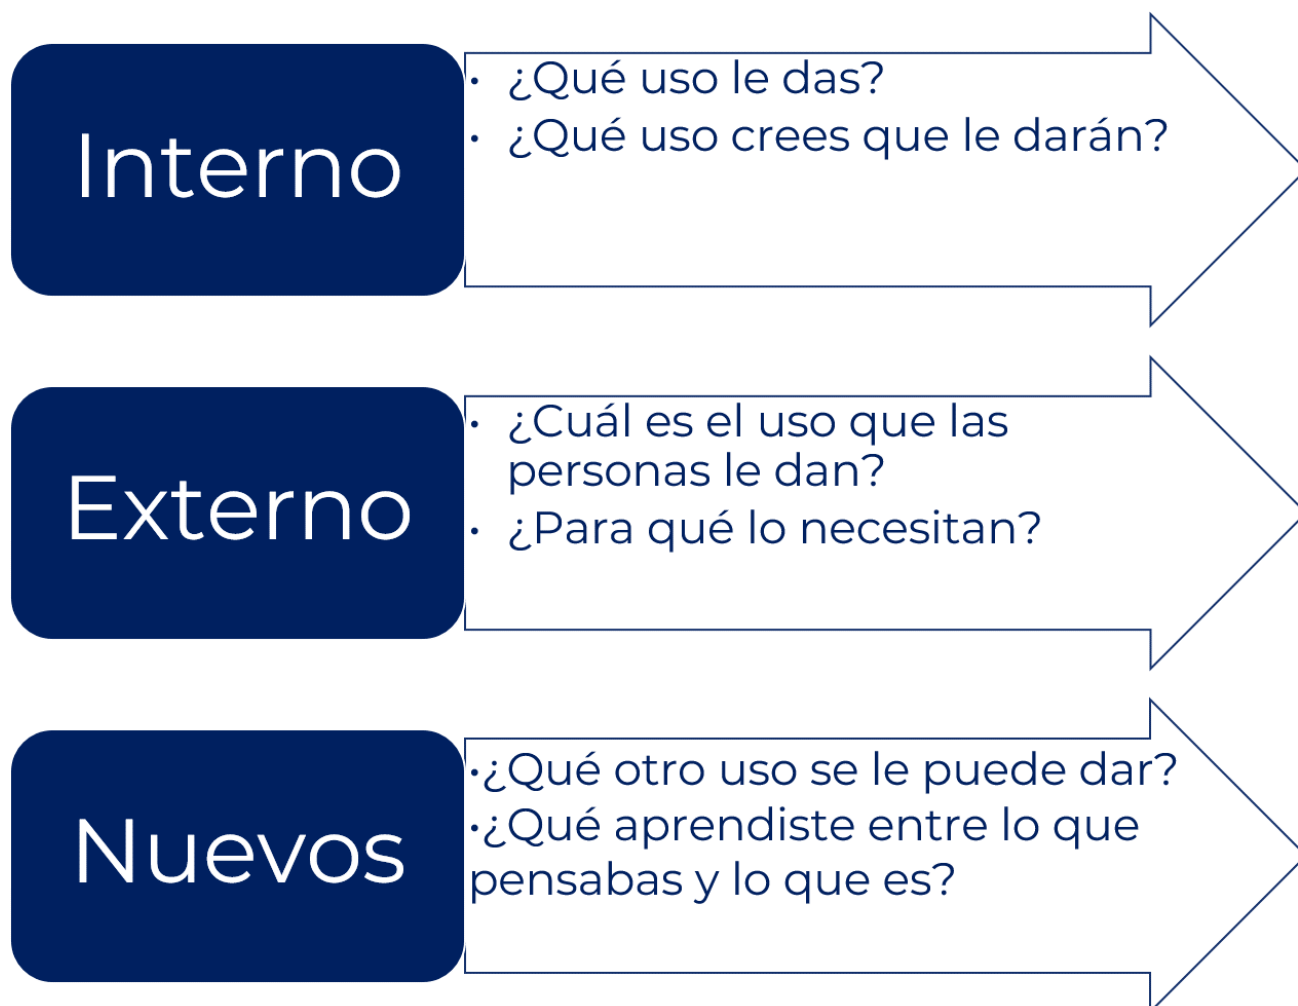 Interno
• ¿Qué uso le das?
• ¿Qué uso crees que le darán?
Externo
• ¿Cuál es el uso que las
personas le dan?
• ¿Para qué lo necesitan?
Nuevos
•¿Qué otro uso se le puede dar?
•¿Qué aprendiste entre lo que
pensabas y lo que es?